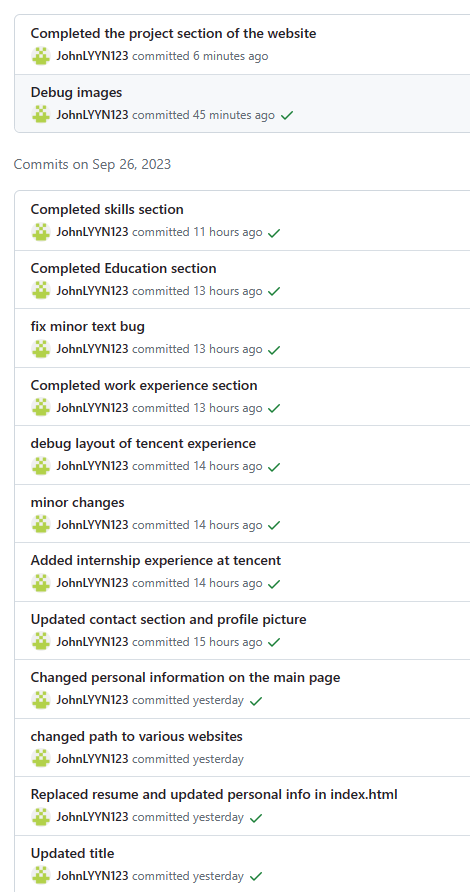 Completed the project section of the website
JohnLYYN123 committed 6 minutes ago
Debug images
JohnLYYN123 committed 45 minutes ago
Commits on Sep 26, 2023
Completed skills section
JohnLYYN123 committed 11 hours ago
Completed Education section
JohnLYYN123 committed 13 hours ago
fix minor text bug
JohnLYYN123 committed 13 hours ago
Completed work experience section
JohnLYYN123 committed 13 hours ago
debug layout of tencent experience
JohnLYYN123 committed 14 hours ago
minor changes
JohnLYYN123 committed 14 hours ago
Added internship experience at tencent
JohnLYYN123 committed 14 hours ago
Updated contact section and profile picture
JohnLYYN123 committed 15 hours ago
Changed personal information on the main page
JohnLYYN123 committed yesterday
changed path to various websites
JohnLYYN123 committed yesterday
Replaced resume and updated personal info in index.html
JohnLYYN123 committed yesterday
Updated title
JohnLYYN123 committed yesterday